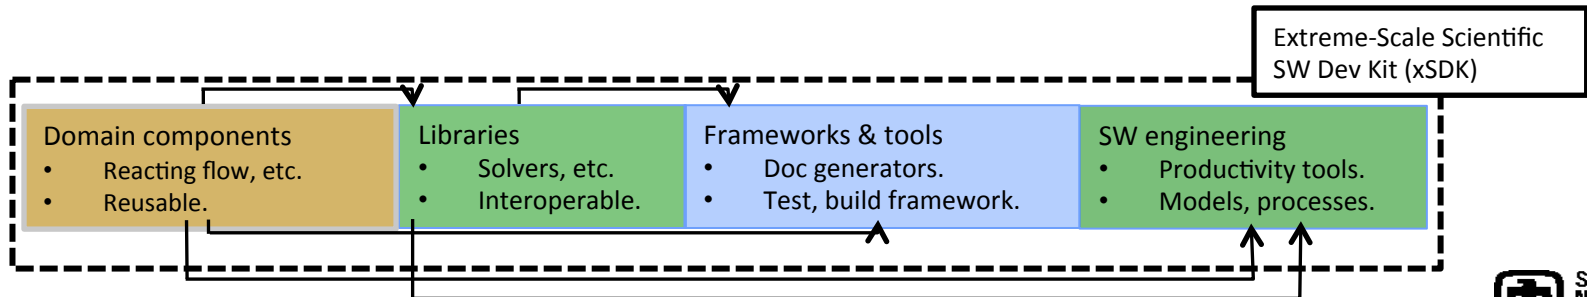 Extreme-Scale Scientific
SW Dev Kit (xSDK)
Domain components
• Reacting flow, etc.
• Reusable.
Libraries
• Solvers, etc.
• Interoperable.
Frameworks & tools
• Doc generators.
• Test, build framework.
SW engineering
• Productivity tools.
• Models, processes.